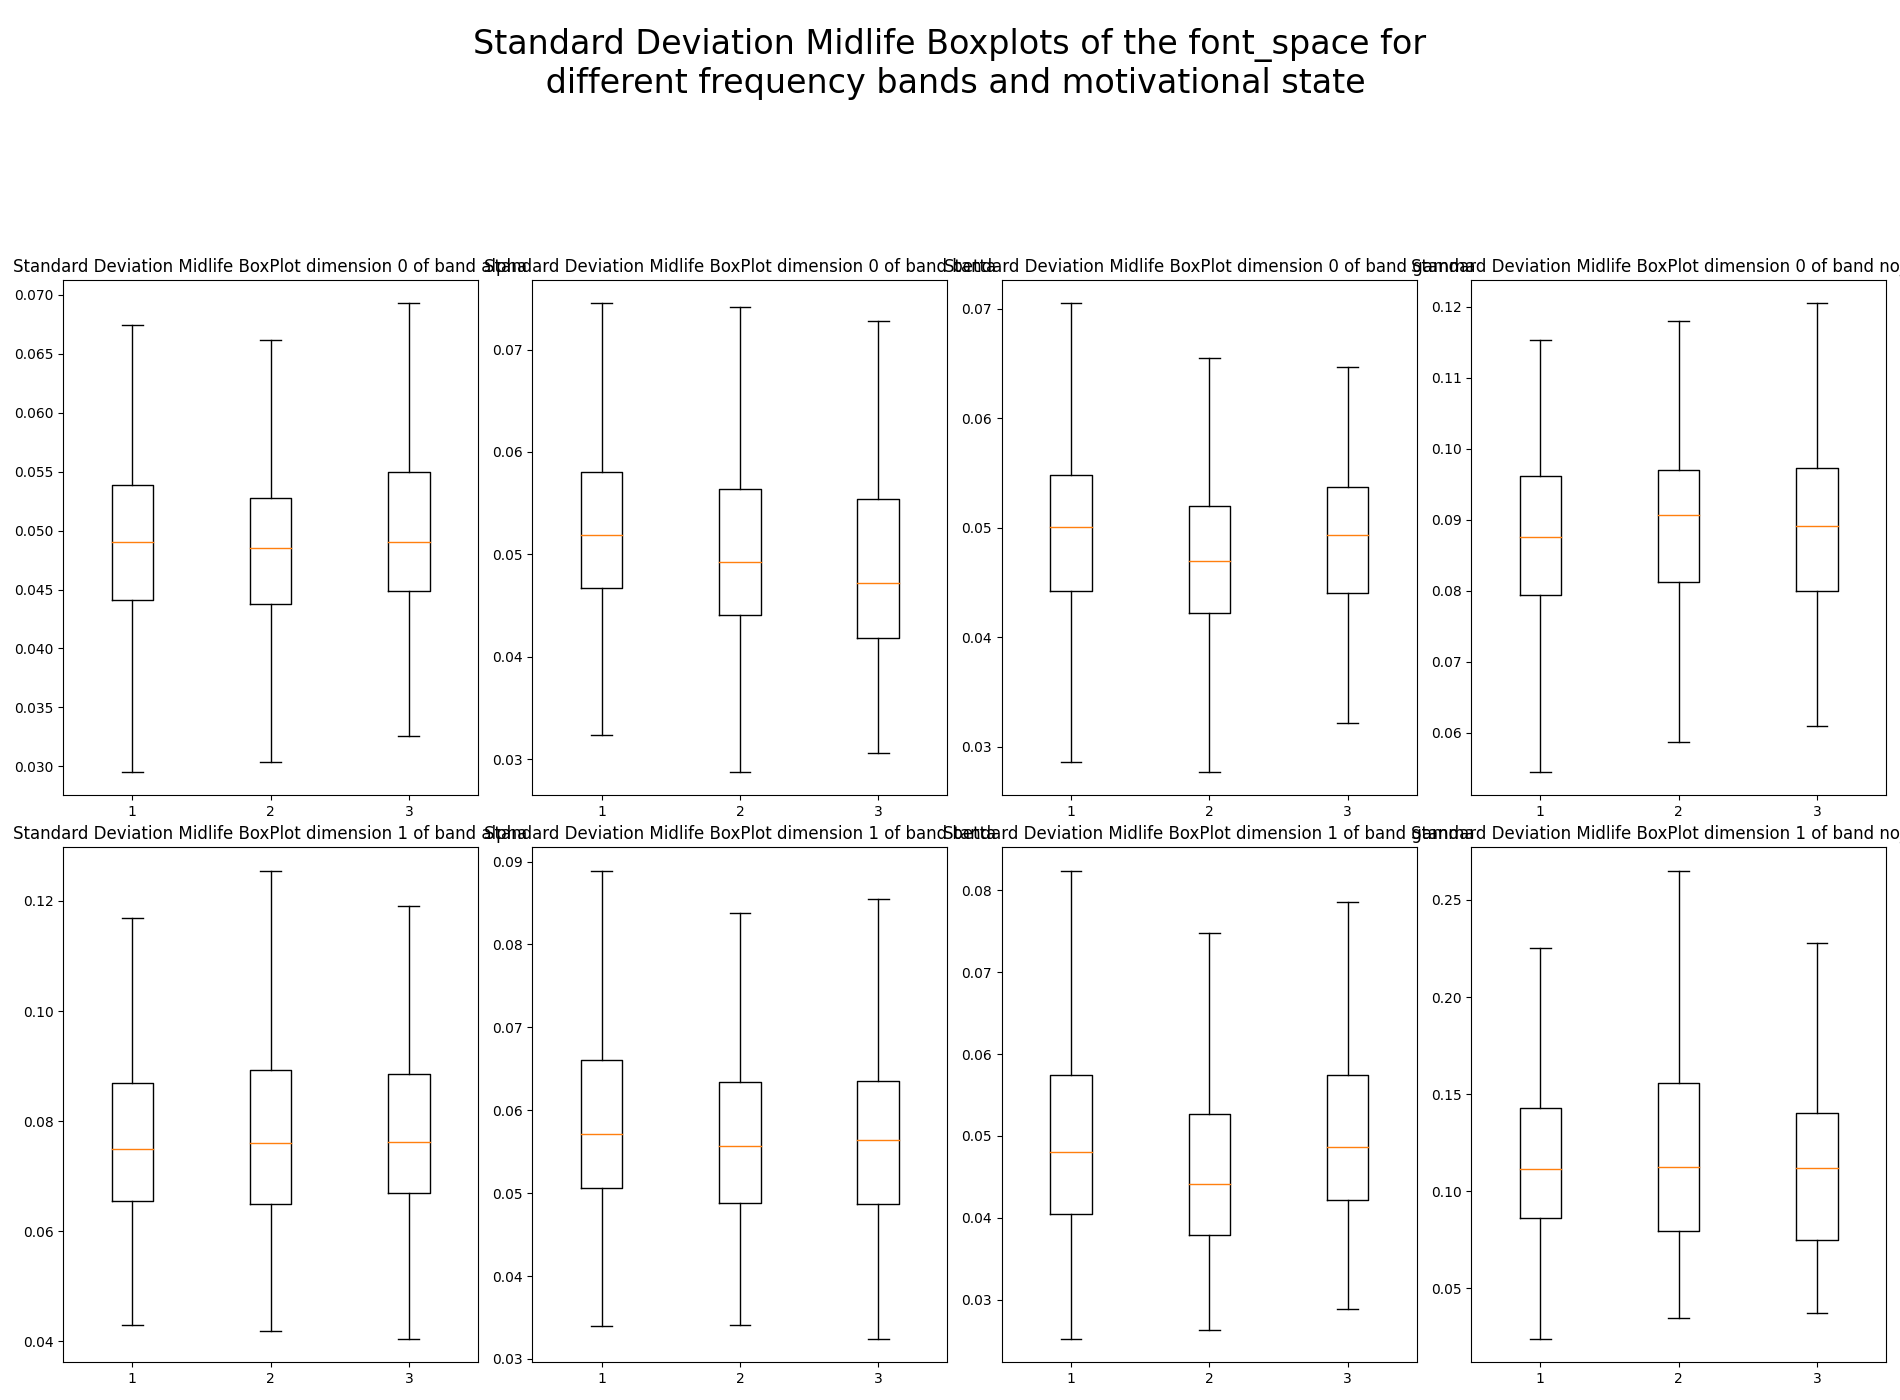 Standard Deviation Midlife Boxplots of the font_space for
different frequency bands and motivational state
Standard Deviation Midlife BoxPlot dimension 0 of band alpha
0.070
0.065
0.060
0.055
0.050
0.045
0.040
0.035
0.030
1 2 3
Standard Deviation Midlife BoxPlot dimension 0 of band beta
0.07
0.06
0.05
0.04
0.03
1 2 3
Standard Deviation Midlife BoxPlot dimension 0 of band gamma
0.07
0.06
0.05
0.04
0.03
1 2 3
Standard Deviation Midlife BoxPlot dimension 0 of band no
0.12
0.11
0.10
0.09
0.08
0.07
0.06
1 2 3
Standard Deviation Midlife BoxPlot dimension 1 of band alpha
0.12
0.10
0.08
0.06
0.04
1 2 3
Standard Deviation Midlife BoxPlot dimension 1 of band beta
0.09
0.08
0.07
0.06
0.05
0.04
0.03
1 2 3
Standard Deviation Midlife BoxPlot dimension 1 of band gamma
0.08
0.07
0.06
0.05
0.04
0.03
1 2 3
Standard Deviation Midlife BoxPlot dimension 1 of band no
0.25
0.20
0.15
0.10
0.05
1 2 3